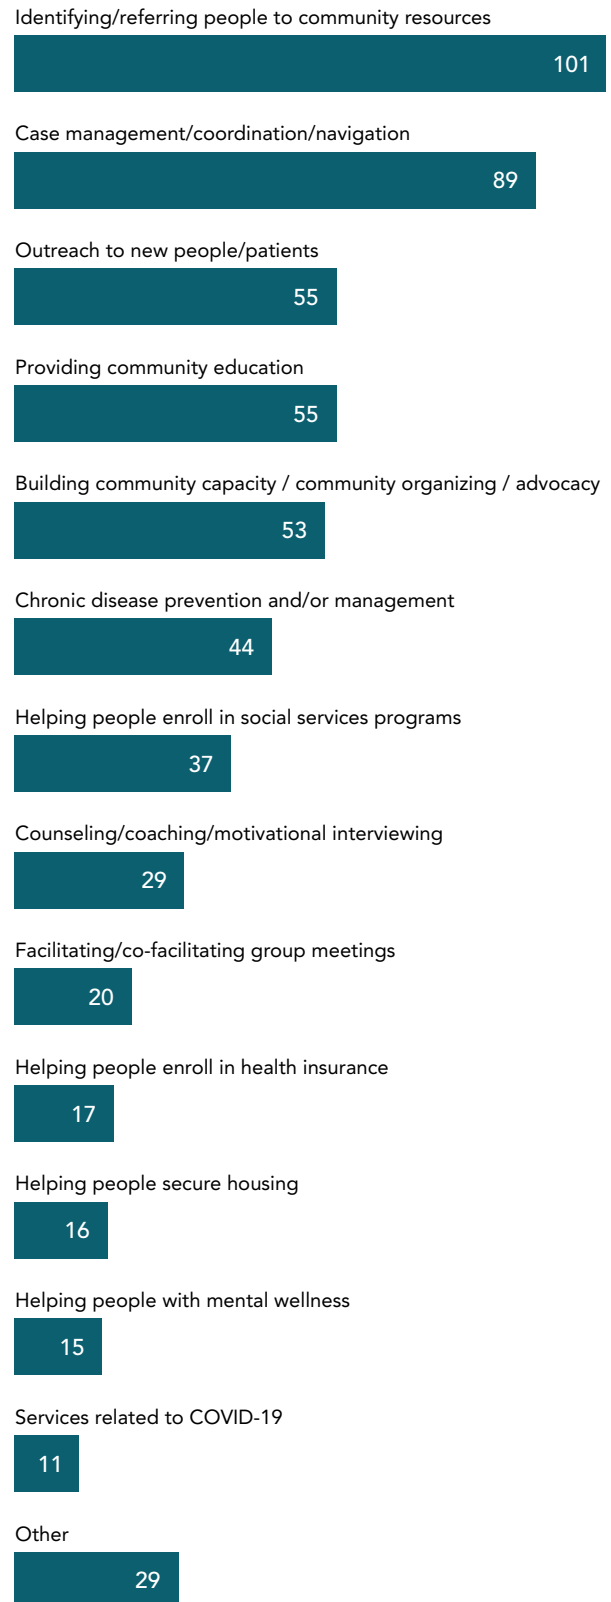 Identifying/referring people to community resources
101
Case management/coordination/navigation
89
Outreach to new people/patients
55
Providing community education
55
Building community capacity / community organizing / advocacy
53
Chronic disease prevention and/or management
44
Helping people enroll in social services programs
37
Counseling/coaching/motivational interviewing
29
Facilitating/co-facilitating group meetings
20
Helping people enroll in health insurance
17
Helping people secure housing
16
Helping people with mental wellness
15
Services related to COVID-19
11
Other
29